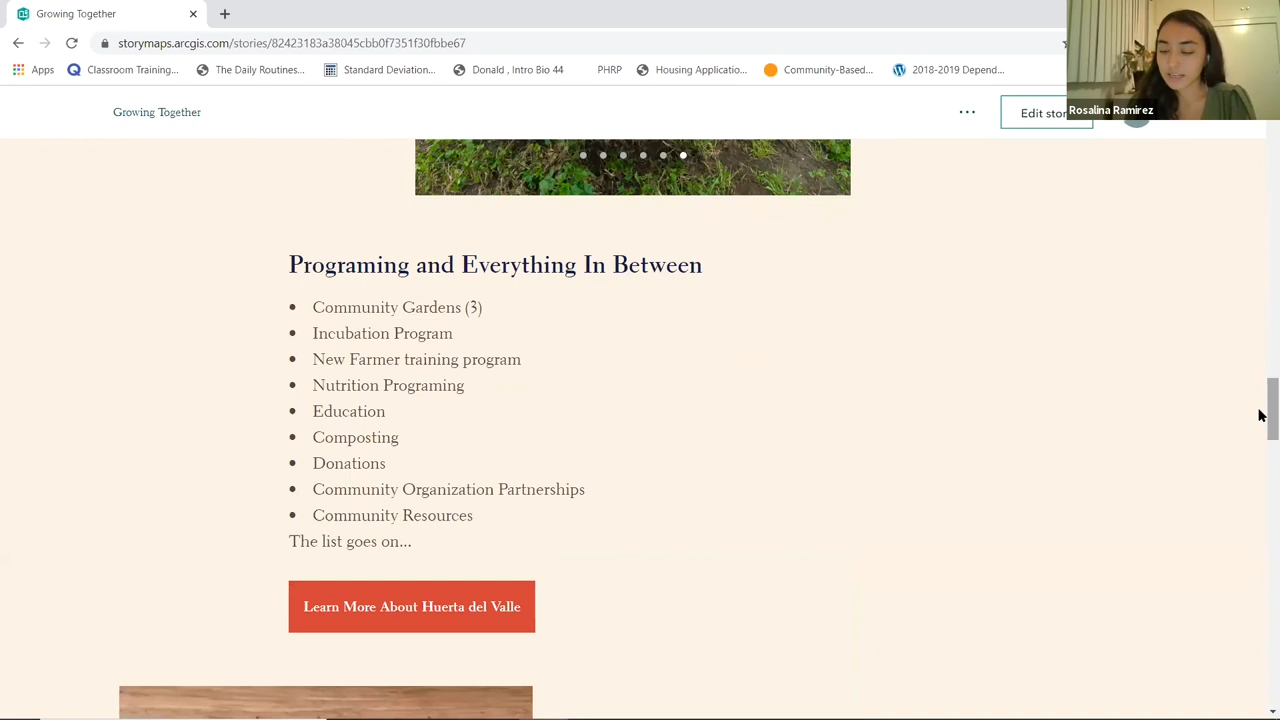 Growing Together
storymaps.arcgis.com/stories/82423183a38045cbb0f7351f30fbbe67
Apps
Classroom Training...
The Daily Routines...
Standard Deviation...
Donald , Intro Bio 44
PHRP
Housing Applicatio...
Community-Based...
2018-2019 Depend...
Rosalina Ramirez
Growing Together
Edit stor
Programing and Everything In Between
• Community Gardens (3)
• Incubation Program
• New Farmer training program
• Nutrition Programing
• Education
• Composting
• Donations
• Community Organization Partnerships
• Community Resources
The list goes on...
Learn More About Huerta del Valle